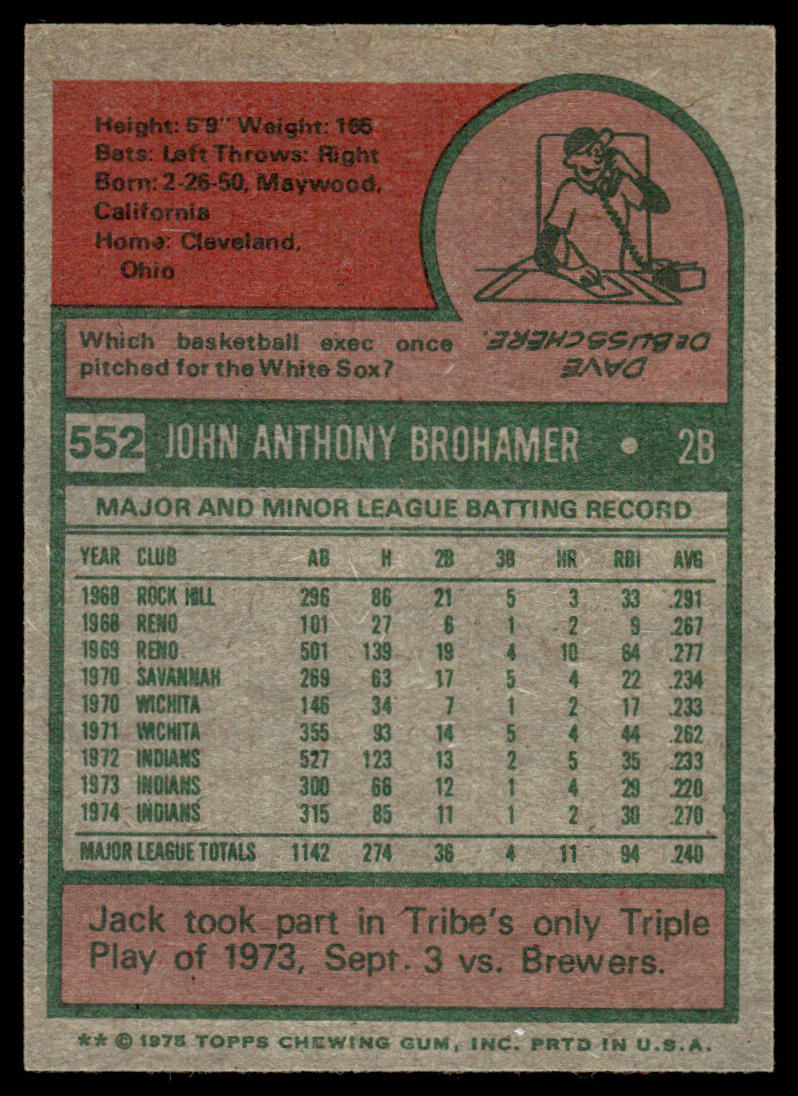 Height: 5'9" Weight: 165
Bats: Left Throws: Right
Born: 2-26-50, Maywood,
California
Home: Cleveland,
Ohio
Which basketball exec once
pitched for the White Sox?
DAVE
DeBUSSCHERE.
552 JOHN ANTHONY BROHAMER • 2B
MAJOR AND MINOR LEAGUE BATTING RECORD
YEAR CLUB AB H 2B 3B HR RBI AVG
1968 ROCK HILL 296 86 21 5 3 33 .291
1968 RENO 101 27 6 1 2 9 .267
1969 RENO 501 139 19 4 10 64 .277
1970 SAVANNAH 269 63 17 5 4 22 .234
1970 WICHITA 146 34 7 1 2 17 .233
1971 WICHITA 355 93 14 5 4 44 .262
1972 INDIANS 527 123 13 2 5 35 .233
1973 INDIANS 300 66 12 1 4 29 .220
1974 INDIANS 315 85 11 1 2 30 .270
MAJOR LEAGUE TOTALS 1142 274 36 4 11 94 .240
Jack took part in Tribe's only Triple
Play of 1973, Sept. 3 vs. Brewers.
** © 1975 TOPPS CHEWING GUM, INC. PRTD IN U.S.A.